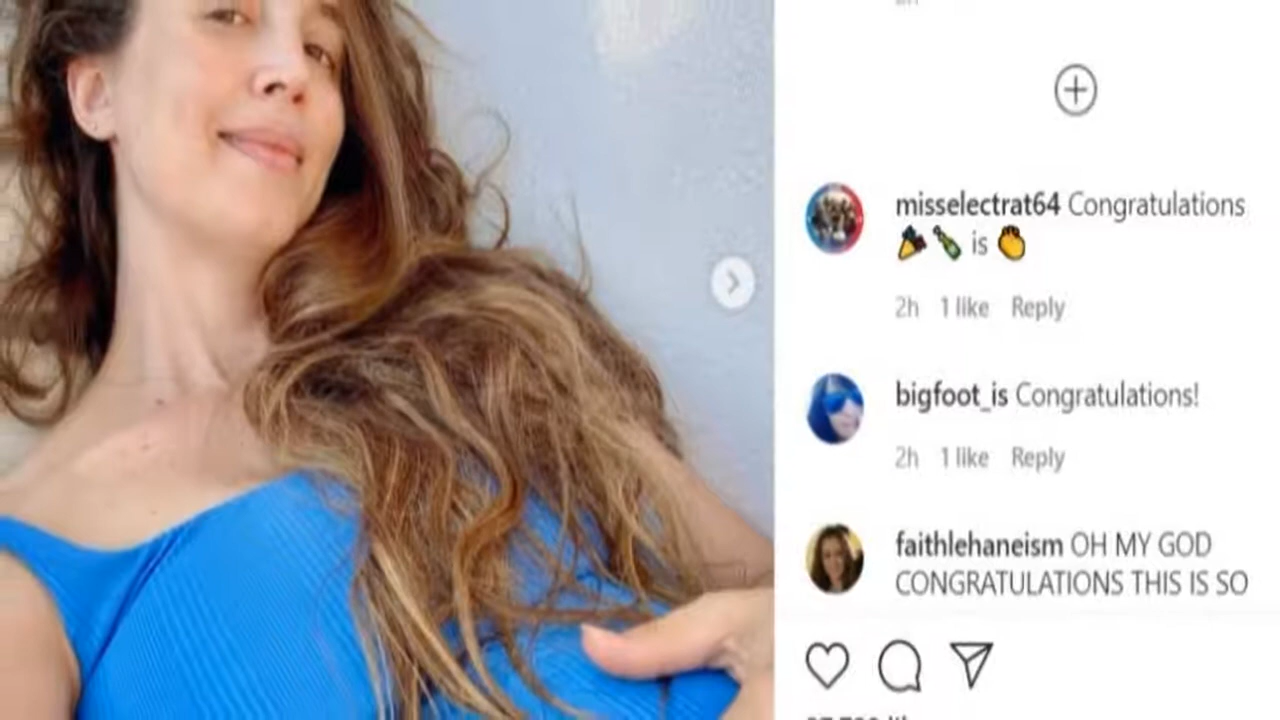 misselectrat64 Congratulations
🎉🍾 is 👏
2h 1 like Reply
bigfoot_is Congratulations!
2h 1 like Reply
faithlehaneism OH MY GOD
CONGRATULATIONS THIS IS SO